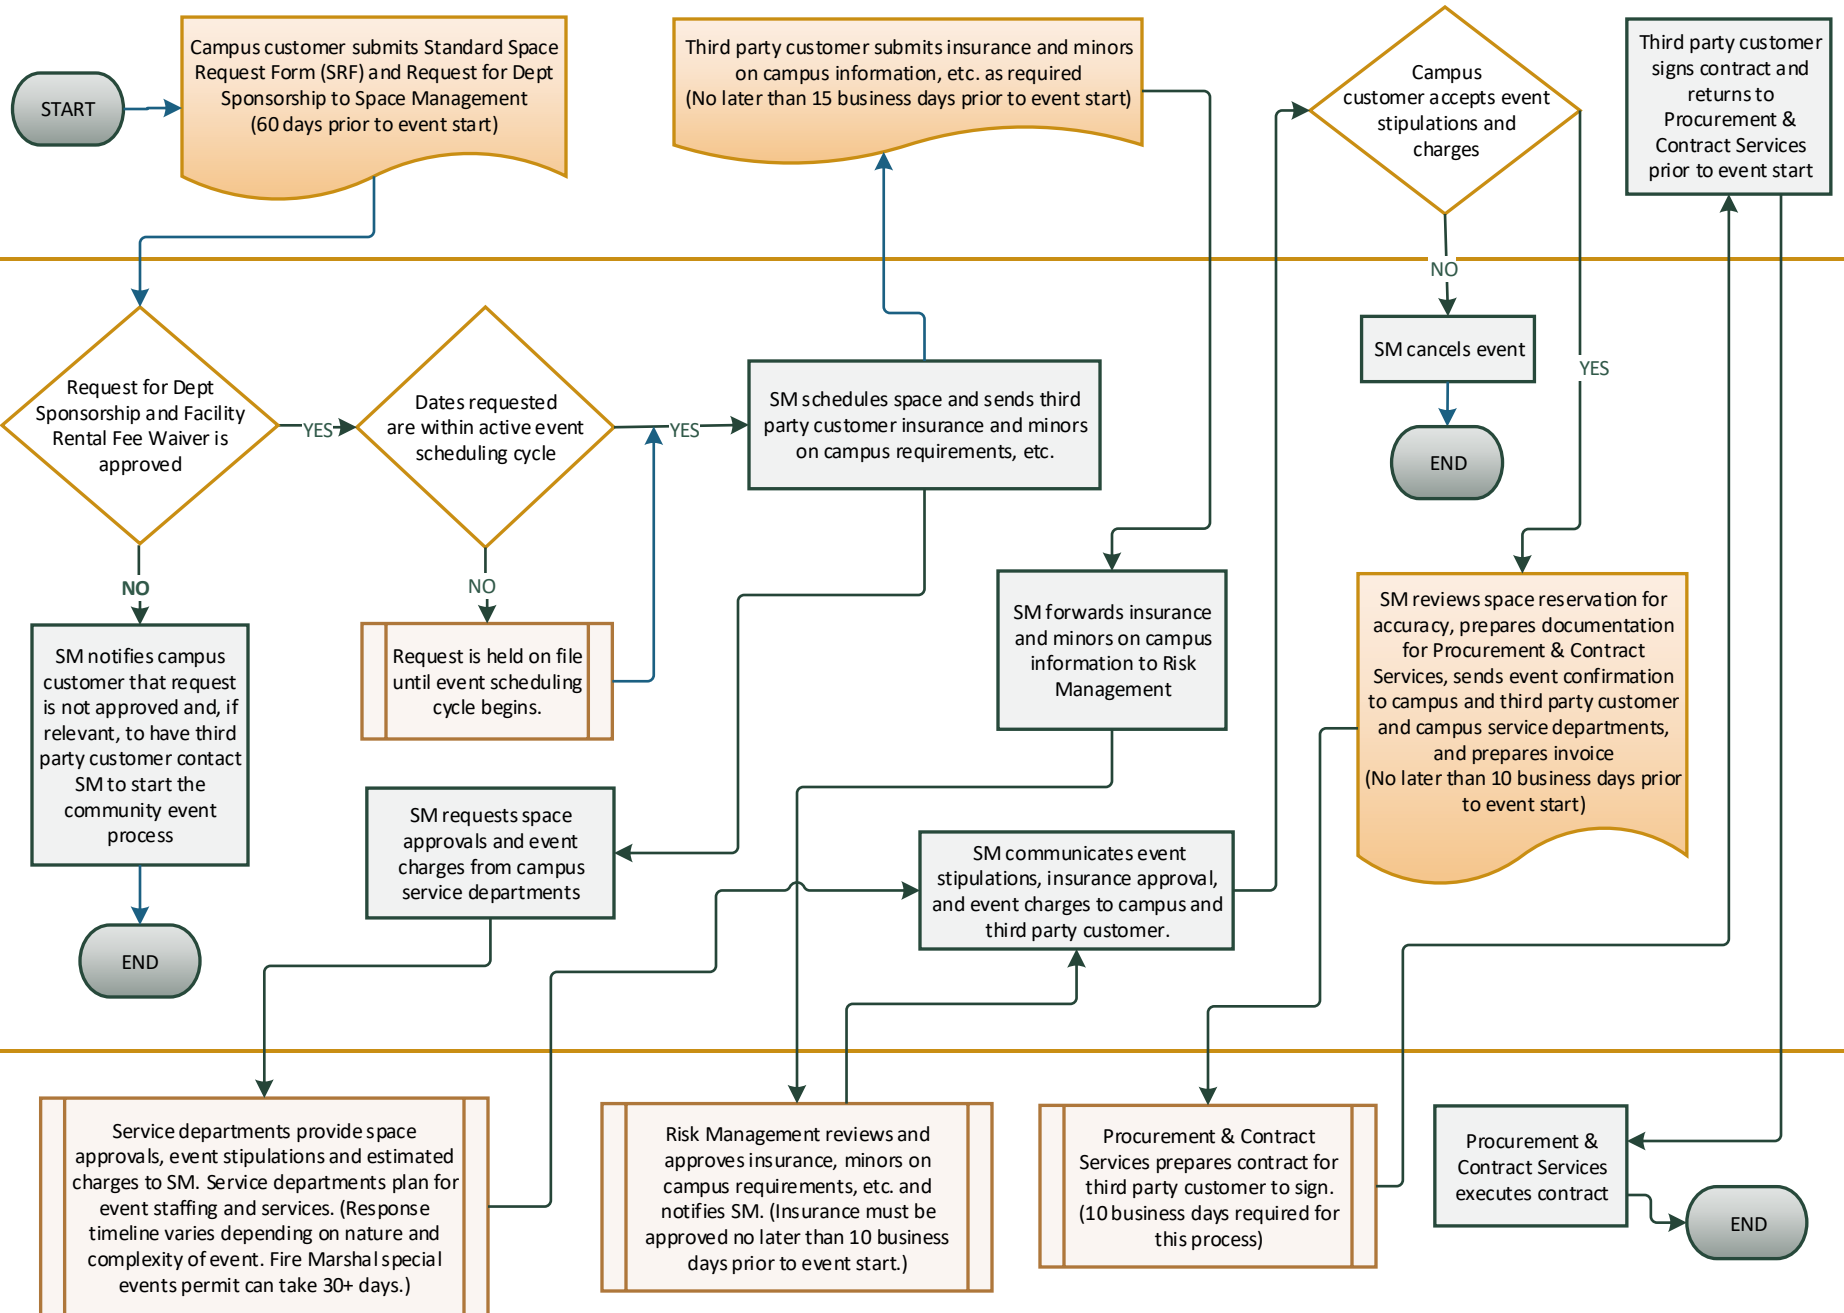 START
Campus customer submits Standard Space
Request Form (SRF) and Request for Dept
Sponsorship to Space Management
(60 days prior to event start)
Third party customer submits insurance and minors
on campus information, etc. as required
(No later than 15 business days prior to event start)
Campus
customer accepts event
stipulations and
charges
Third party customer
signs contract and
returns to
Procurement &
Contract Services
prior to event start
NO
SM cancels event
YES
END
Request for Dept
Sponsorship and Facility
Rental Fee Waiver is
approved
YES
Dates requested
are within active event
scheduling cycle
YES
SM schedules space and sends third
party customer insurance and minors
on campus requirements, etc.
NO
NO
SM notifies campus
customer that request
is not approved and, if
relevant, to have third
party customer contact
SM to start the
community event
process
Request is held on file
until event scheduling
cycle begins.
SM forwards insurance
and minors on campus
information to Risk
Management
SM reviews space reservation for
accuracy, prepares documentation
for Procurement & Contract
Services, sends event confirmation
to campus and third party customer
and campus service departments,
and prepares invoice
(No later than 10 business days prior
to event start)
SM requests space
approvals and event
charges from campus
service departments
SM communicates event
stipulations, insurance approval,
and event charges to campus and
third party customer.
END
Service departments provide space
approvals, event stipulations and estimated
charges to SM. Service departments plan for
event staffing and services. (Response
timeline varies depending on nature and
complexity of event. Fire Marshal special
events permit can take 30+ days.)
Risk Management reviews and
approves insurance, minors on
campus requirements, etc. and
notifies SM. (Insurance must be
approved no later than 10 business
days prior to event start.)
Procurement & Contract
Services prepares contract for
third party customer to sign.
(10 business days required for
this process)
Procurement &
Contract Services
executes contract
END